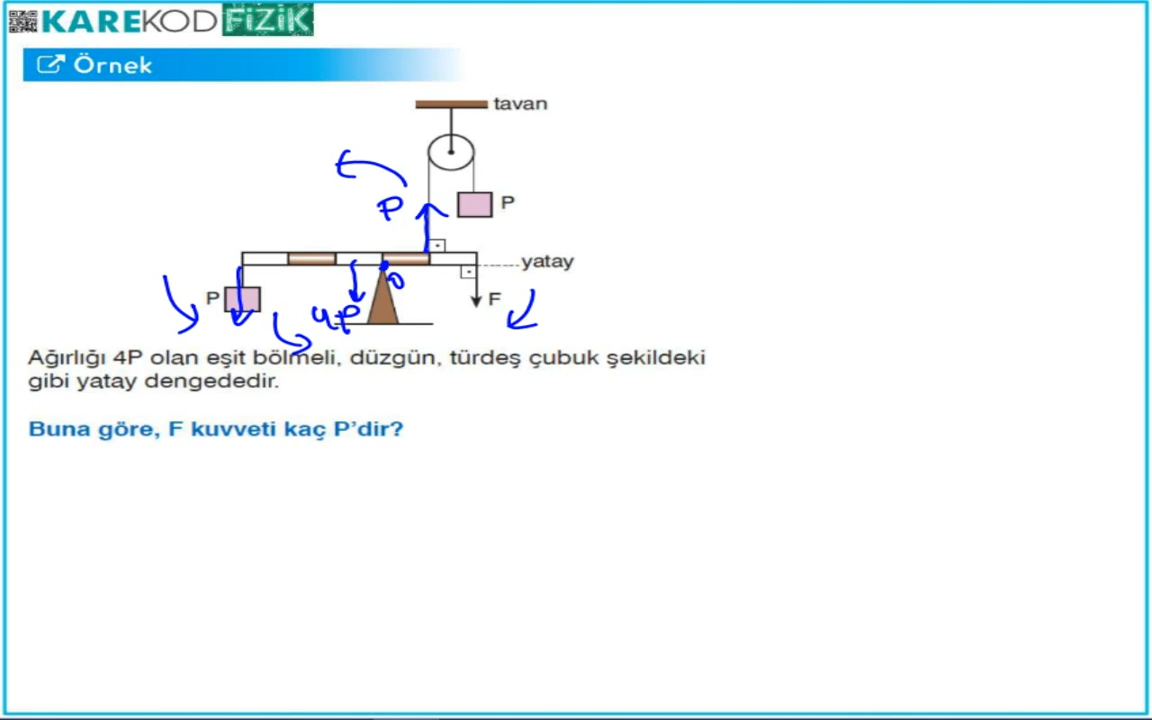 KAREKOD FİZİK
Örnek
tavan
P
P
yatay
O
P
4P
F
Ağırlığı 4P olan eşit bölmeli, düzgün, türdeş çubuk şekildeki
gibi yatay dengededir.
Buna göre, F kuvveti kaç P'dir?